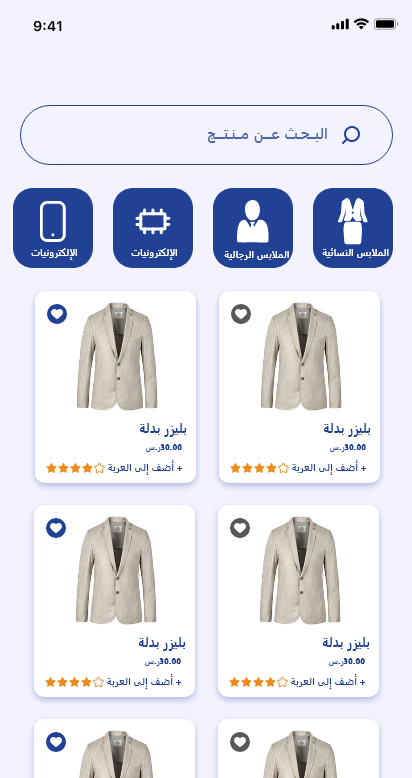 9:41
البحث عن منتج
الملابس النسائية
الملابس الرجالية
الإلكترونيات
الإلكترونيات
بليزر بدلة
30.00ر.س
+ أضف إلى العربة
بليزر بدلة
30.00ر.س
+ أضف إلى العربة
بليزر بدلة
30.00ر.س
+ أضف إلى العربة
بليزر بدلة
30.00ر.س
+ أضف إلى العربة